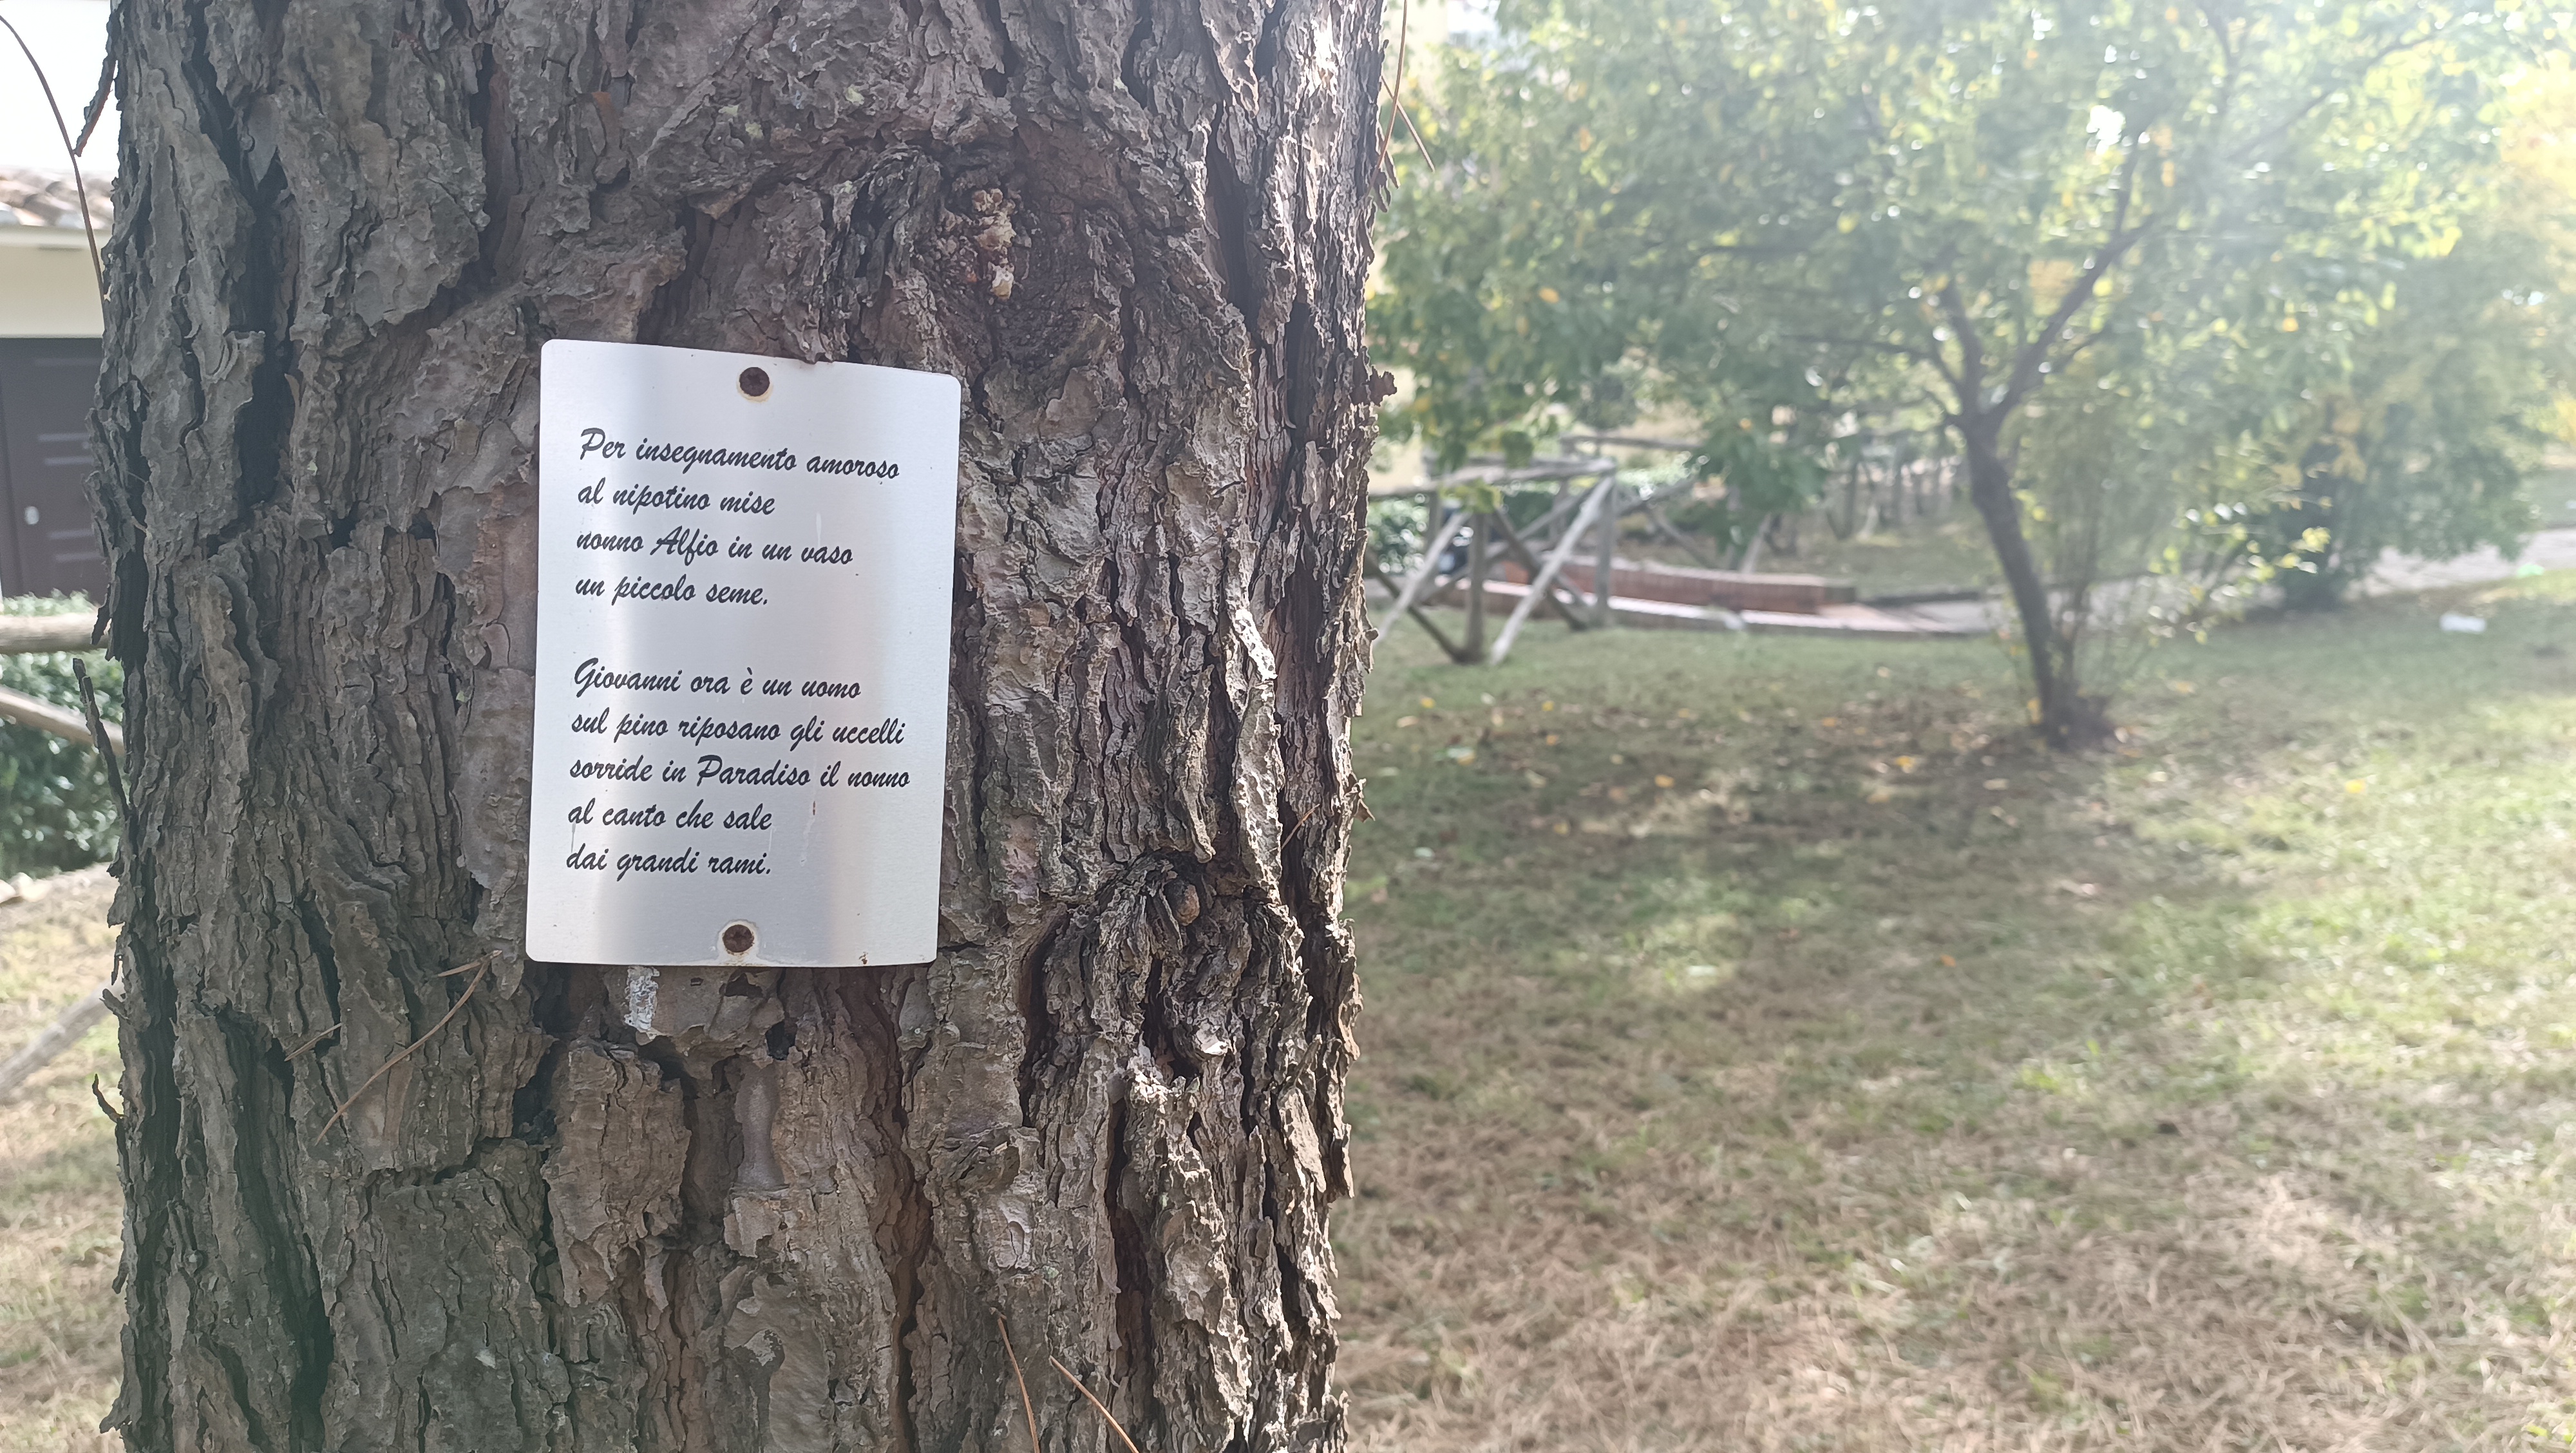 Per insegnamento amoroso
al nipotino mise
nonno Alfio in un vaso
un piccolo seme.
Giovanni ora è un uomo
sul pino riposano gli uccelli
sorride in Paradiso il nonno
al canto che sale
dai grandi rami.